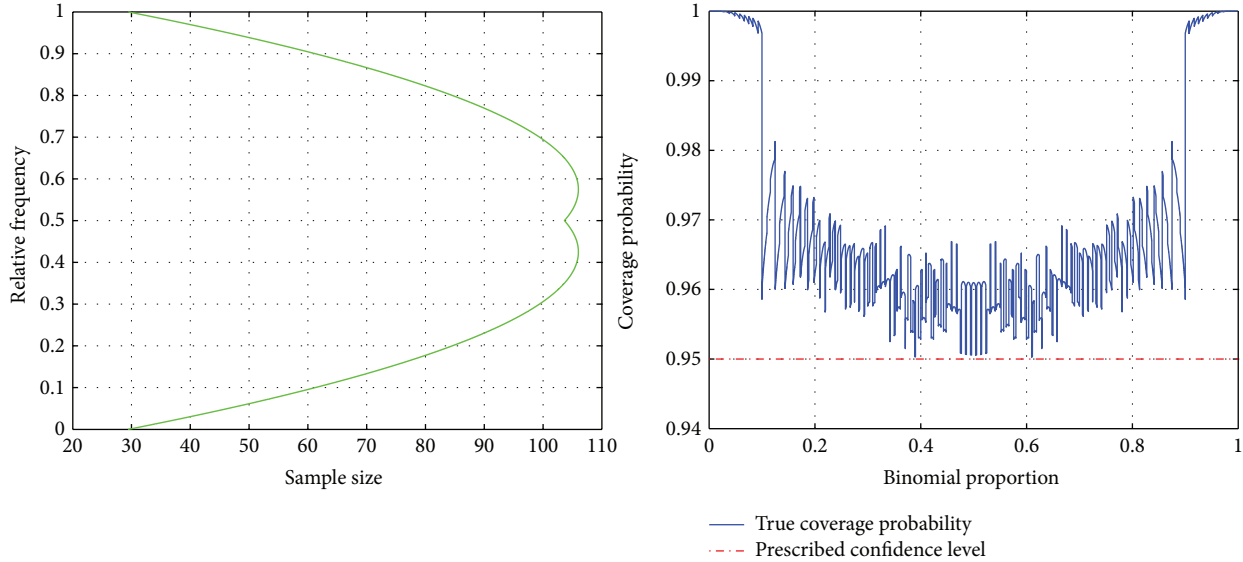 1
0.9
0.8
0.7
0.6
0.5
0.4
0.3
0.2
0.1
0
Relative frequency
20 30 40 50 60 70 80 90 100 110
Sample size
1
0.99
0.98
0.97
0.96
0.95
0.94
Coverage probability
0 0.2 0.4 0.6 0.8 1
Binomial proportion
True coverage probability
Prescribed confidence level